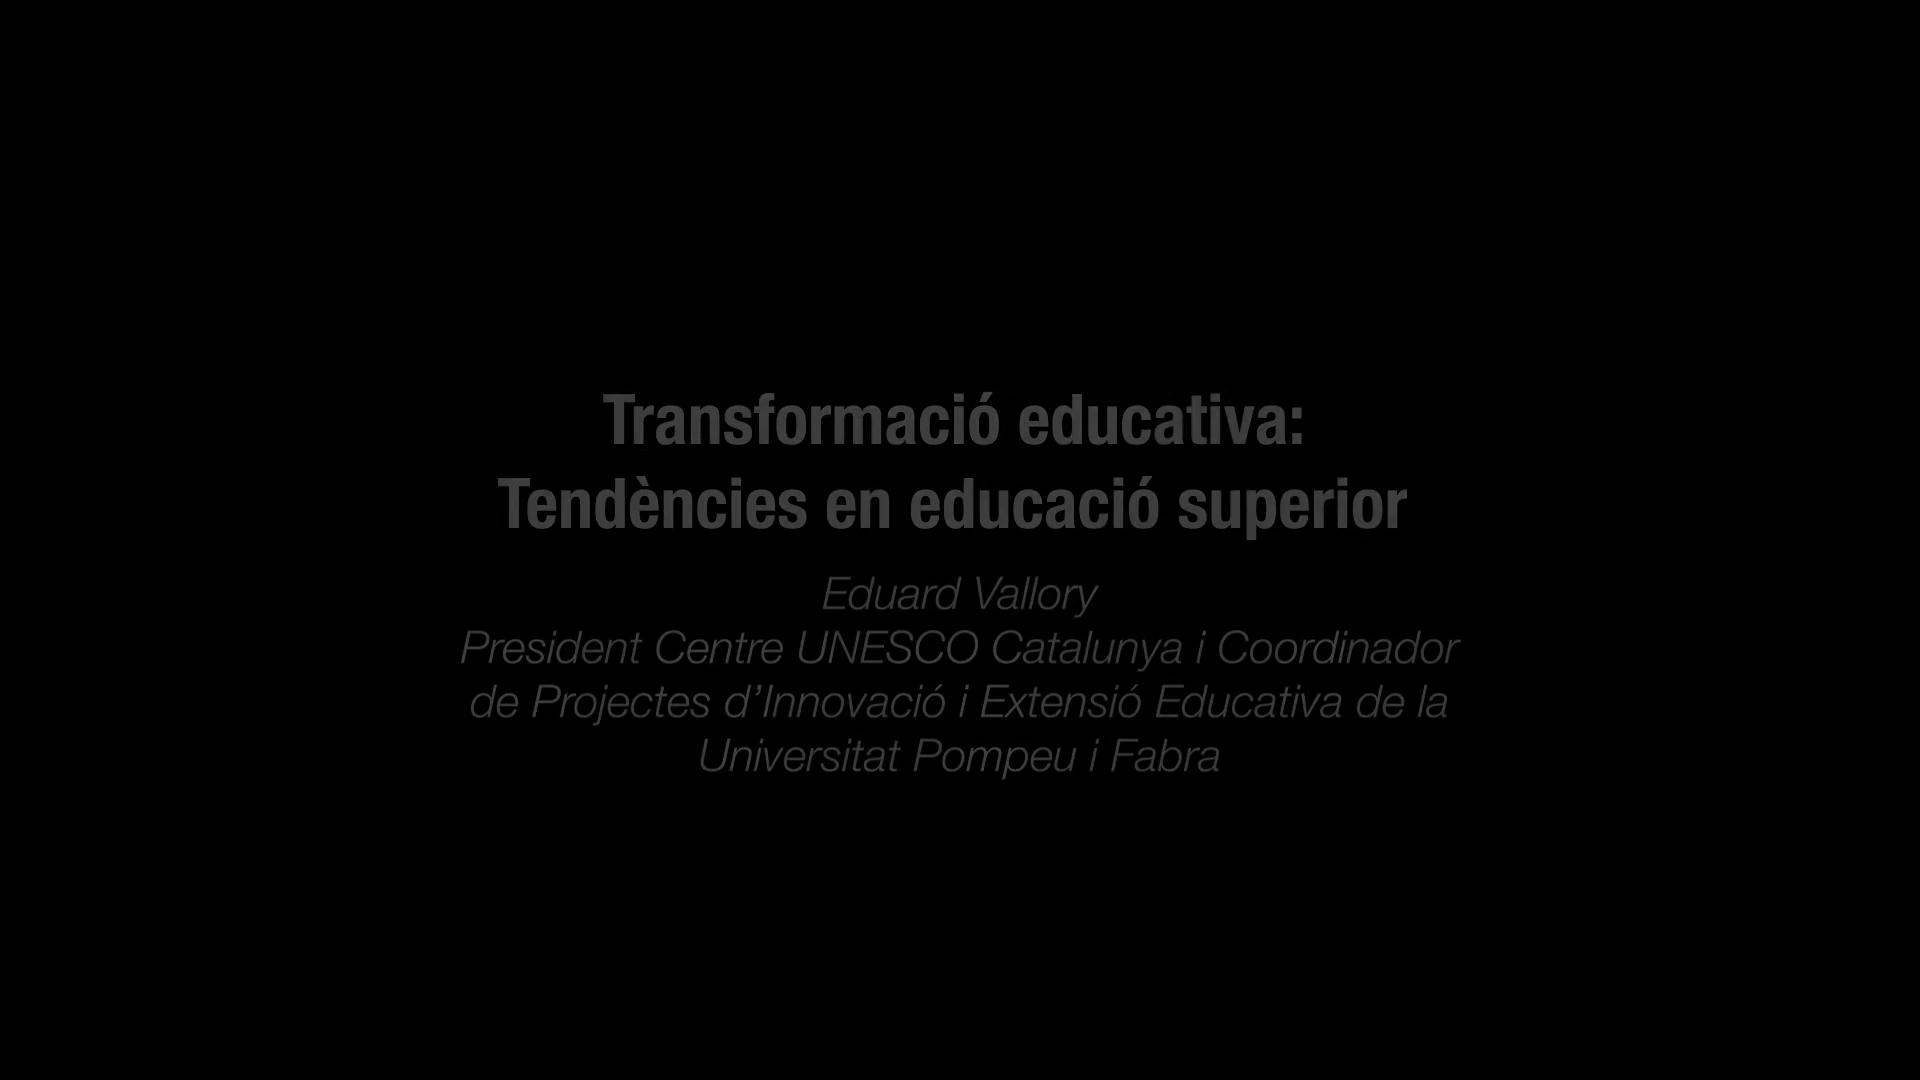 Transformació educativa:
Tendències en educació superior
Eduard Vallory
President Centre UNESCO Catalunya i Coordinador
de Projectes d’Innovació i Extensió Educativa de la
Universitat Pompeu i Fabra